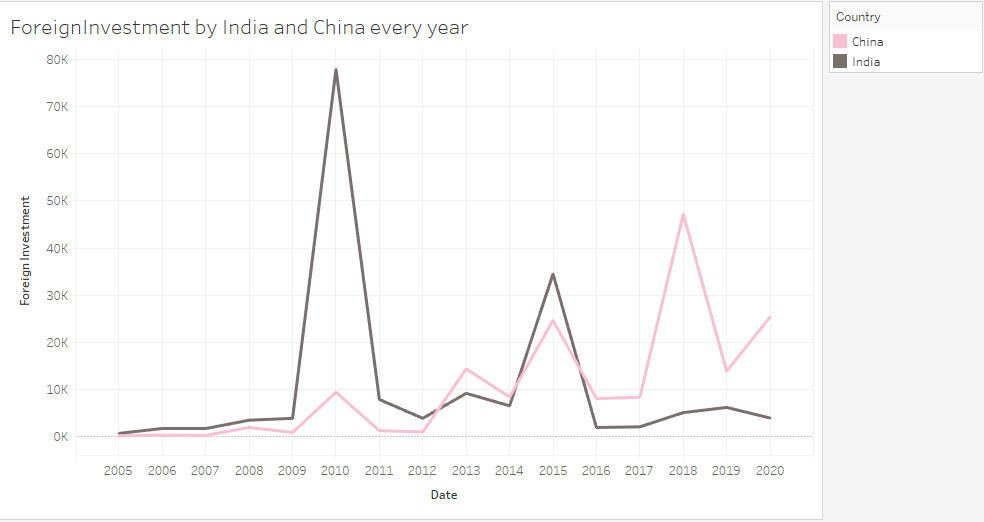 ForeignInvestment by India and China every year
Country
China
India
80K
70K
60K
50K
40K
30K
20K
10K
0K
Foreign Investment
2005 2006 2007 2008 2009 2010 2011 2012 2013 2014 2015 2016 2017 2018 2019 2020
Date